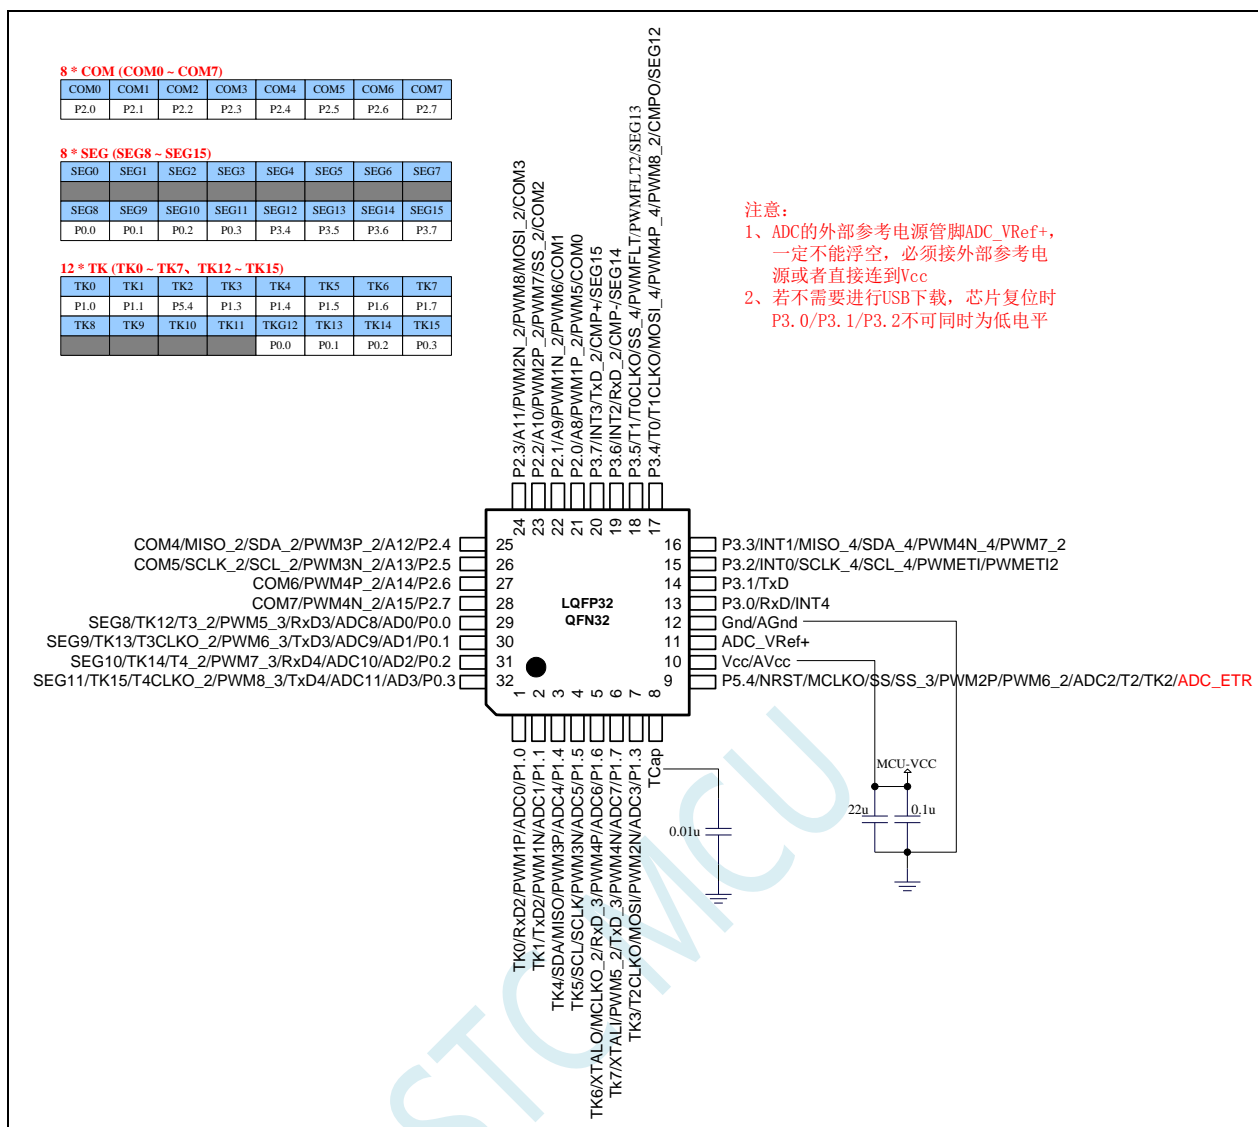 8 * COM (COM0 ~ COM7)
COM0 COM1 COM2 COM3 COM4 COM5 COM6 COM7
P2.0 P2.1 P2.2 P2.3 P2.4 P2.5 P2.6 P2.7
8 * SEG (SEG8 ~ SEG15)
SEG0 SEG1 SEG2 SEG3 SEG4 SEG5 SEG6 SEG7
SEG8 SEG9 SEG10 SEG11 SEG12 SEG13 SEG14 SEG15
P0.0 P0.1 P0.2 P0.3 P3.4 P3.5 P3.6 P3.7
12 * TK (TK0 ~ TK7、TK12 ~ TK15)
TK0 TK1 TK2 TK3 TK4 TK5 TK6 TK7
P1.0 P1.1 P5.4 P1.3 P1.4 P1.5 P1.6 P1.7
TK8 TK9 TK10 TK11 TKG12 TK13 TK14 TK15
P0.0 P0.1 P0.2 P0.3
P2.3/A11/PWM2N_2/PWM8/MOSI_2/COM3
P2.2/A10/PWM2P_2/PWM7/SS_2/COM2
P2.1/A9/PWM1N_2/PWM6/COM1
P2.0/A8/PWM1P_2/PWM5/COM0
P3.7/INT3/TxD_2/CMP+/SEG15
P3.6/INT2/RxD_2/CMP-/SEG14
P3.5/T1/T0CLKO/SS_4/PWMFLT/PWMFLT2/SEG13
P3.4/T0/T1CLKO/MOSI_4/PWM4P_4/PWM8_2/CMPO/SEG12
注意:
1、ADC的外部参考电源管脚ADC_VRef+，
一定不能浮空，必须接外部参考电
源或者直接连到Vcc
2、若不需要进行USB下载，芯片复位时
P3.0/P3.1/P3.2不可同时为低电平
24 23 22 21 20 19 18 17
COM4/MISO_2/SDA_2/PWM3P_2/A12/P2.4 25
COM5/SCLK_2/SCL_2/PWM3N_2/A13/P2.5 26
COM6/PWM4P_2/A14/P2.6 27
COM7/PWM4N_2/A15/P2.7 28
SEG8/TK12/T3_2/PWM5_3/RxD3/ADC8/AD0/P0.0 29
SEG9/TK13/T3CLKO_2/PWM6_3/TxD3/ADC9/AD1/P0.1 30
SEG10/TK14/T4_2/PWM7_3/RxD4/ADC10/AD2/P0.2 31
SEG11/TK15/T4CLKO_2/PWM8_3/TxD4/ADC11/AD3/P0.3 32
LQFP32
QFN32
16 P3.3/INT1/MISO_4/SDA_4/PWM4N_4/PWM7_2
15 P3.2/INT0/SCLK_4/SCL_4/PWMETI/PWMETI2
14 P3.1/TxD
13 P3.0/RxD/INT4
12 Gnd/AGnd
11 ADC_VRef+
10 Vcc/AVcc
9 P5.4/NRST/MCLKO/SS/SS_3/PWM2P/PWM6_2/ADC2/T2/TK2/ADC_ETR
1 2 3 4 5 6 7 8
TK0/RxD2/PWM1P/ADC0/P1.0
TK1/TxD2/PWM1N/ADC1/P1.1
TK4/SDA/MISO/PWM3P/ADC4/P1.4
TK5/SCL/SCLK/PWM3N/ADC5/P1.5
TK6/XTALO/MCLKO_2/RxD_3/PWM4P/ADC6/P1.6
Tk7/XTALI/PWM5_2/TxD_3/PWM4N/ADC7/P1.7
TK3/T2CLKO/MOSI/PWM2N/ADC3/P1.3
TCap
0.01u
MCU-VCC
22u 0.1u
STCMCU